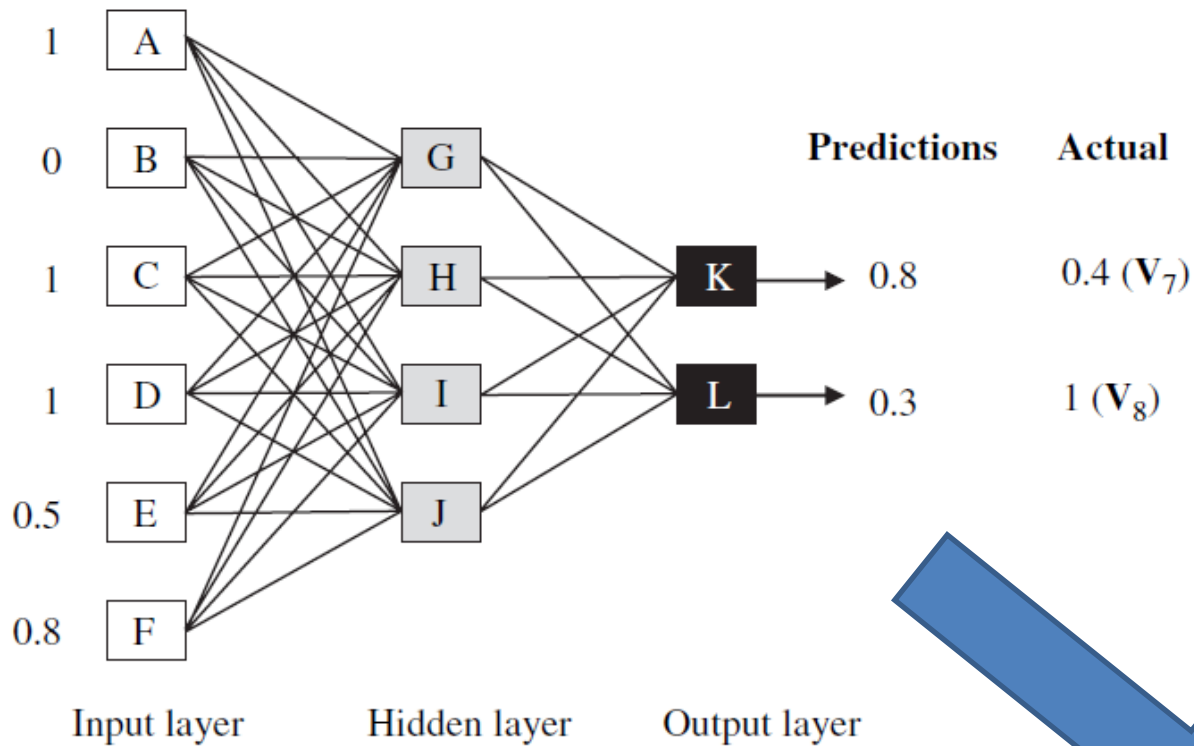 1 A
0 B G Predictions Actual
1 C H K 0.8 0.4 (V7)
1 D I L 0.3 1 (V8)
0.5 E J
0.8 F
Input layer Hidden layer Output layer